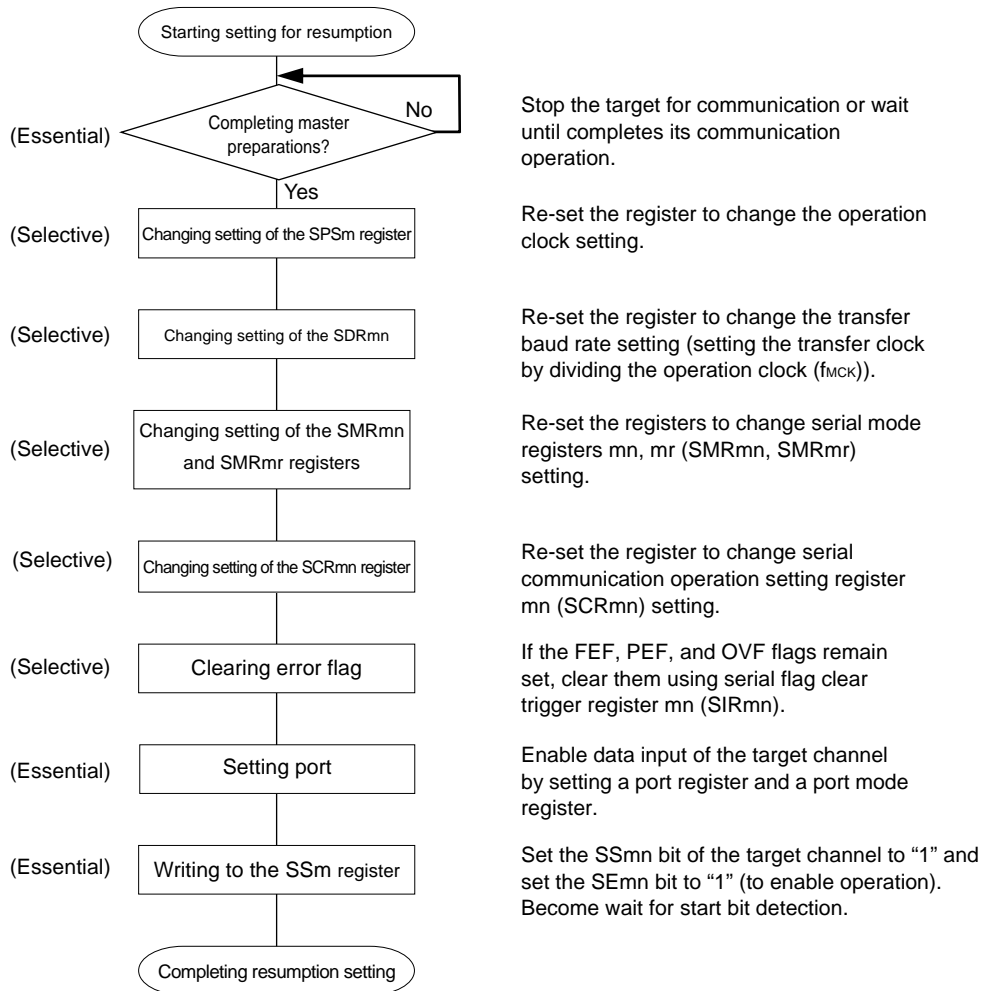 Starting setting for resumption
No
(Essential)
Completing master
preparations?
Stop the target for communication or wait
until completes its communication
operation.
Yes
(Selective)
Changing setting of the SPSm register
Re-set the register to change the operation
clock setting.
(Selective)
Changing setting of the SDRmn
Re-set the register to change the transfer
baud rate setting (setting the transfer clock
by dividing the operation clock (fMCK)).
(Selective)
Changing setting of the SMRmn
and SMRmr registers
Re-set the registers to change serial mode
registers mn, mr (SMRmn, SMRmr)
setting.
(Selective)
Changing setting of the SCRmn register
Re-set the register to change serial
communication operation setting register
mn (SCRmn) setting.
(Selective)
Clearing error flag
If the FEF, PEF, and OVF flags remain
set, clear them using serial flag clear
trigger register mn (SIRmn).
(Essential)
Setting port
Enable data input of the target channel
by setting a port register and a port mode
register.
(Essential)
Writing to the SSm register
Set the SSmn bit of the target channel to “1” and
set the SEmn bit to “1” (to enable operation).
Become wait for start bit detection.
Completing resumption setting